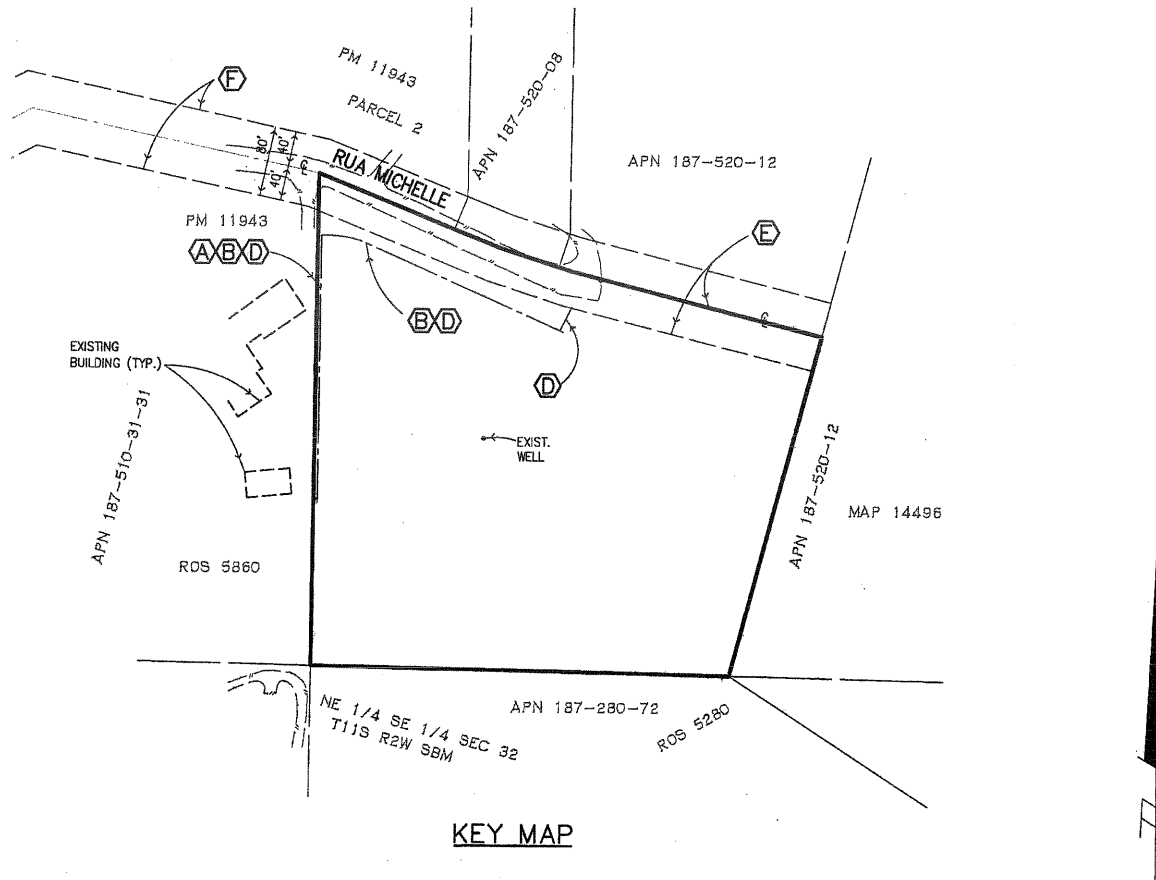 PM 11943
PARCEL 2
APN 187-520-08
APN 187-520-12
F
80'
40'
40'
℄
RUA MICHELLE
PM 11943
A B D
E
B D
℄
EXISTING
BUILDING (TYP.)
D
EXIST.
WELL
APN 187-510-31-31
APN 187-520-12
MAP 14496
ROS 5860
NE 1/4 SE 1/4 SEC 32
T11S R2W SBM
APN 187-280-72
ROS 5280
KEY MAP